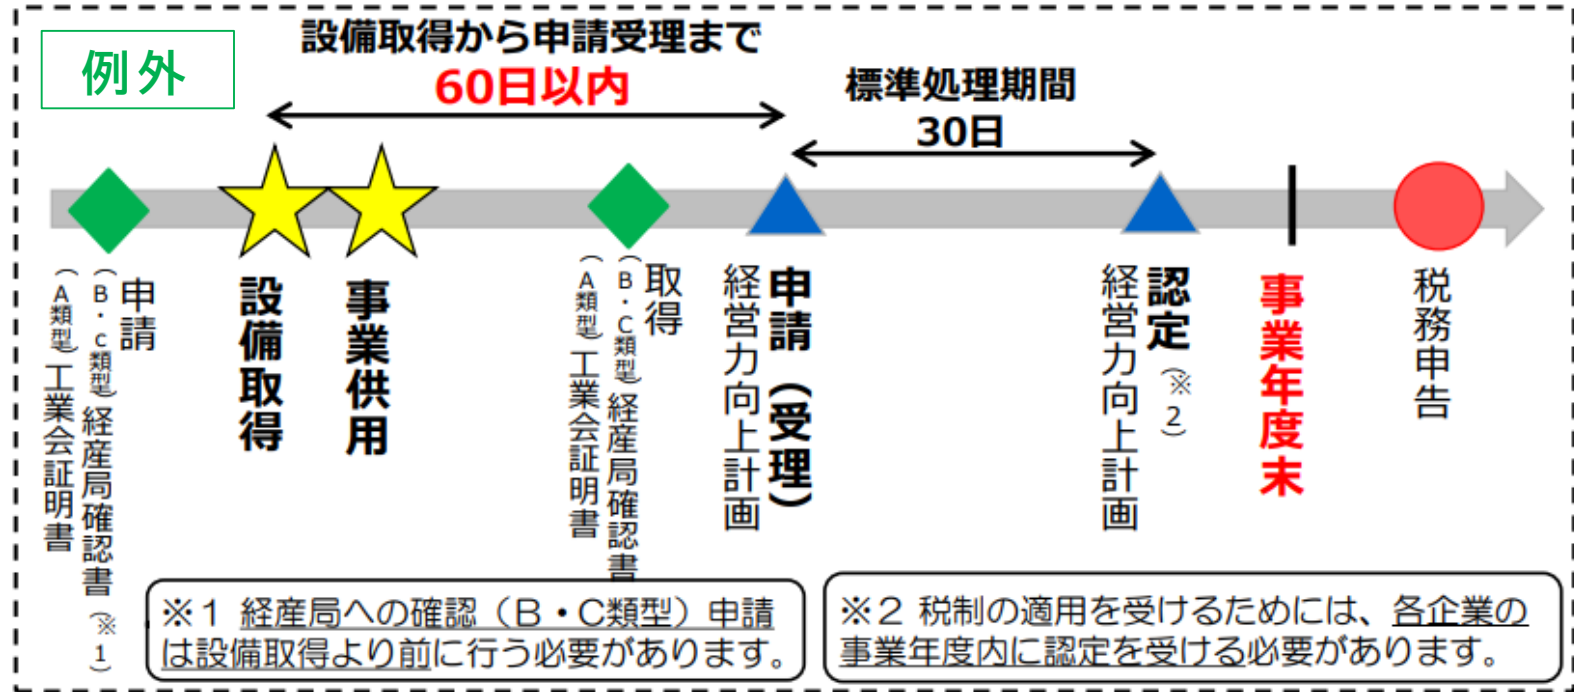 例外
設備取得から申請受理まで
60日以内
標準処理期間
30日
申請
(B・C類型)経産局確認書(※1)
(A類型)工業会証明書
設備取得
事業供用
取得
(B・C類型)経産局確認書
(A類型)工業会証明書
申請(受理)
経営力向上計画
認定(※2)
経営力向上計画
事業年度末
税務申告
※1 経産局への確認(B・C類型)申請
は設備取得より前に行う必要があります。
※2 税制の適用を受けるためには、各企業の
事業年度内に認定を受ける必要があります。